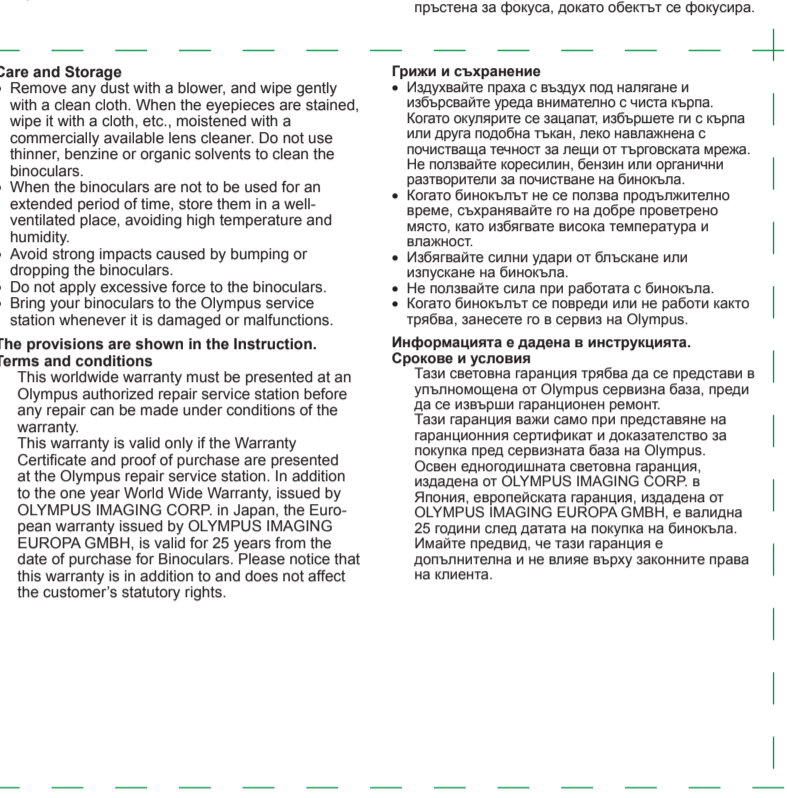 пръстена за фокуса, докато обектът се фокусира.
Care and Storage
• Remove any dust with a blower, and wipe gently
with a clean cloth. When the eyepieces are stained,
wipe it with a cloth, etc., moistened with a
commercially available lens cleaner. Do not use
thinner, benzine or organic solvents to clean the
binoculars.
• When the binoculars are not to be used for an
extended period of time, store them in a well-
ventilated place, avoiding high temperature and
humidity.
• Avoid strong impacts caused by bumping or
dropping the binoculars.
• Do not apply excessive force to the binoculars.
• Bring your binoculars to the Olympus service
station whenever it is damaged or malfunctions.
The provisions are shown in the Instruction.
Terms and conditions
This worldwide warranty must be presented at an
Olympus authorized repair service station before
any repair can be made under conditions of the
warranty.
This warranty is valid only if the Warranty
Certificate and proof of purchase are presented
at the Olympus repair service station. In addition
to the one year World Wide Warranty, issued by
OLYMPUS IMAGING CORP. in Japan, the Euro-
pean warranty issued by OLYMPUS IMAGING
EUROPA GMBH, is valid for 25 years from the
date of purchase for Binoculars. Please notice that
this warranty is in addition to and does not affect
the customer's statutory rights.
Грижи и съхранение
• Издухвайте праха с въздух под налягане и
избърсвайте уреда внимателно с чиста кърпа.
Когато окулярите се зацапат, избършете ги с кърпа
или друга подобна тъкан, леко навлажнена с
почистваща течност за лещи от търговската мрежа.
Не ползвайте коресилин, бензин или органични
разтворители за почистване на бинокъла.
• Когато бинокълът не се ползва продължително
време, съхранявайте го на добре проветрено
място, като избягвате висока температура и
влажност.
• Избягвайте силни удари от блъскане или
изпускане на бинокъла.
• Не ползвайте сила при работата с бинокъла.
• Когато бинокълът се повреди или не работи както
трябва, занесете го в сервиз на Olympus.
Информацията е дадена в инструкцията.
Срокове и условия
Тази световна гаранция трябва да се представи в
упълномощена от Olympus сервизна база, преди
да се извърши гаранционен ремонт.
Тази гаранция важи само при представяне на
гаранционния сертификат и доказателство за
покупка пред сервизната база на Olympus.
Освен едногодишната световна гаранция,
издадена от OLYMPUS IMAGING CORP. в
Япония, европейската гаранция, издадена от
OLYMPUS IMAGING EUROPA GMBH, е валидна
25 години след датата на покупка на бинокъла.
Имайте предвид, че тази гаранция е
допълнителна и не влияе върху законните права
на клиента.